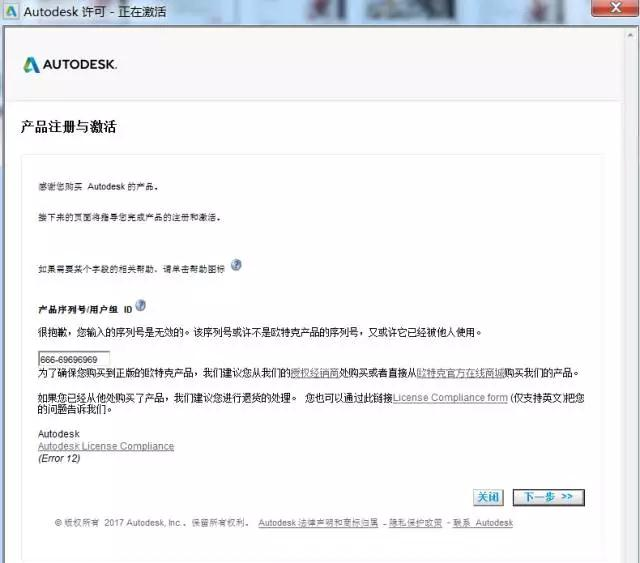 Autodesk 许可 - 正在激活
AUTODESK.
产品注册与激活
感谢您购买 Autodesk 的产品。
接下来的页面将指导您完成产品的注册和激活。
如果需要某个字段的相关帮助，请单击帮助图标
产品序列号/用户组 ID
很抱歉，您输入的序列号是无效的。该序列号或许不是欧特克产品的序列号，又或许它已经被他人使用。
666-69696969
为了确保您购买到正版的欧特克产品，我们建议您从我们的授权经销商处购买或者直接从欧特克官方在线商城购买我们的产品。
如果您已经从他处购买了产品，我们建议您进行退货的处理。 您也可以通过此链接License Compliance form (仅支持英文)把您
的问题告诉我们。
Autodesk
Autodesk License Compliance
(Error 12)
关闭 下一步 >>
© 版权所有 2017 Autodesk, Inc.。保留所有权利。 Autodesk 法律声明和商标归属 - 隐私保护政策 - 联系 Autodesk